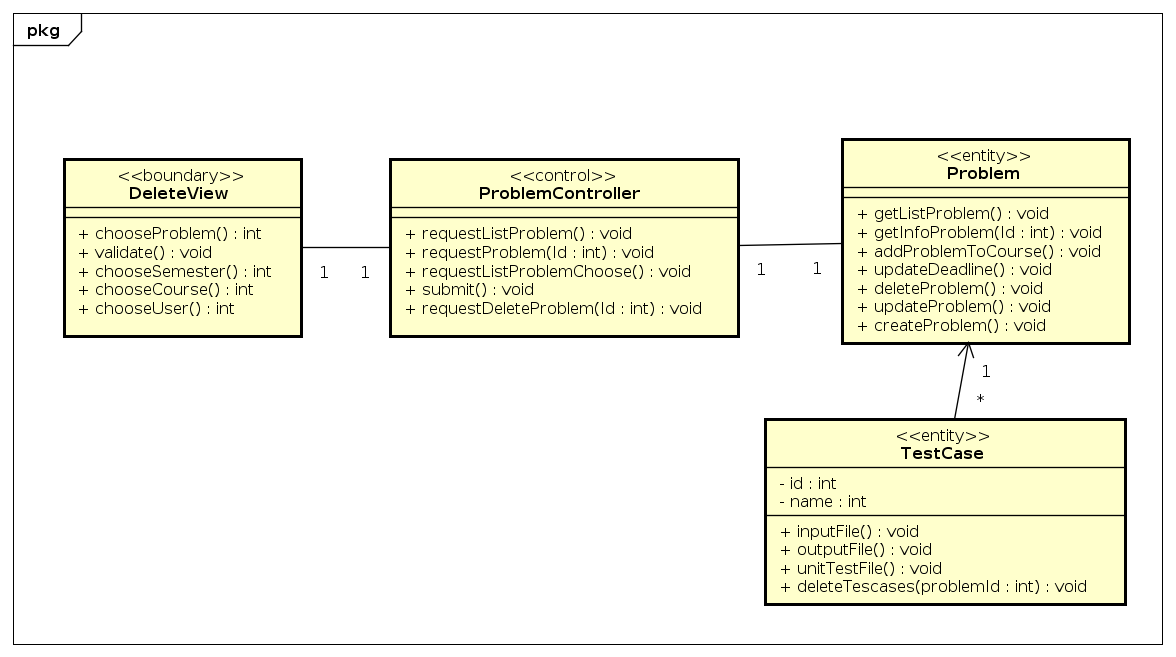 pkg
<<boundary>>
DeleteView
+ chooseProblem() : int
+ validate() : void
+ chooseSemester() : int
+ chooseCourse() : int
+ chooseUser() : int
1
1
<<control>>
ProblemController
+ requestListProblem() : void
+ requestProblem(Id : int) : void
+ requestListProblemChoose() : void
+ submit() : void
+ requestDeleteProblem(Id : int) : void
1
1
<<entity>>
Problem
+ getListProblem() : void
+ getInfoProblem(Id : int) : void
+ addProblemToCourse() : void
+ updateDeadline() : void
+ deleteProblem() : void
+ updateProblem() : void
+ createProblem() : void
1
*
<<entity>>
TestCase
- id : int
- name : int
+ inputFile() : void
+ outputFile() : void
+ unitTestFile() : void
+ deleteTescases(problemId : int) : void